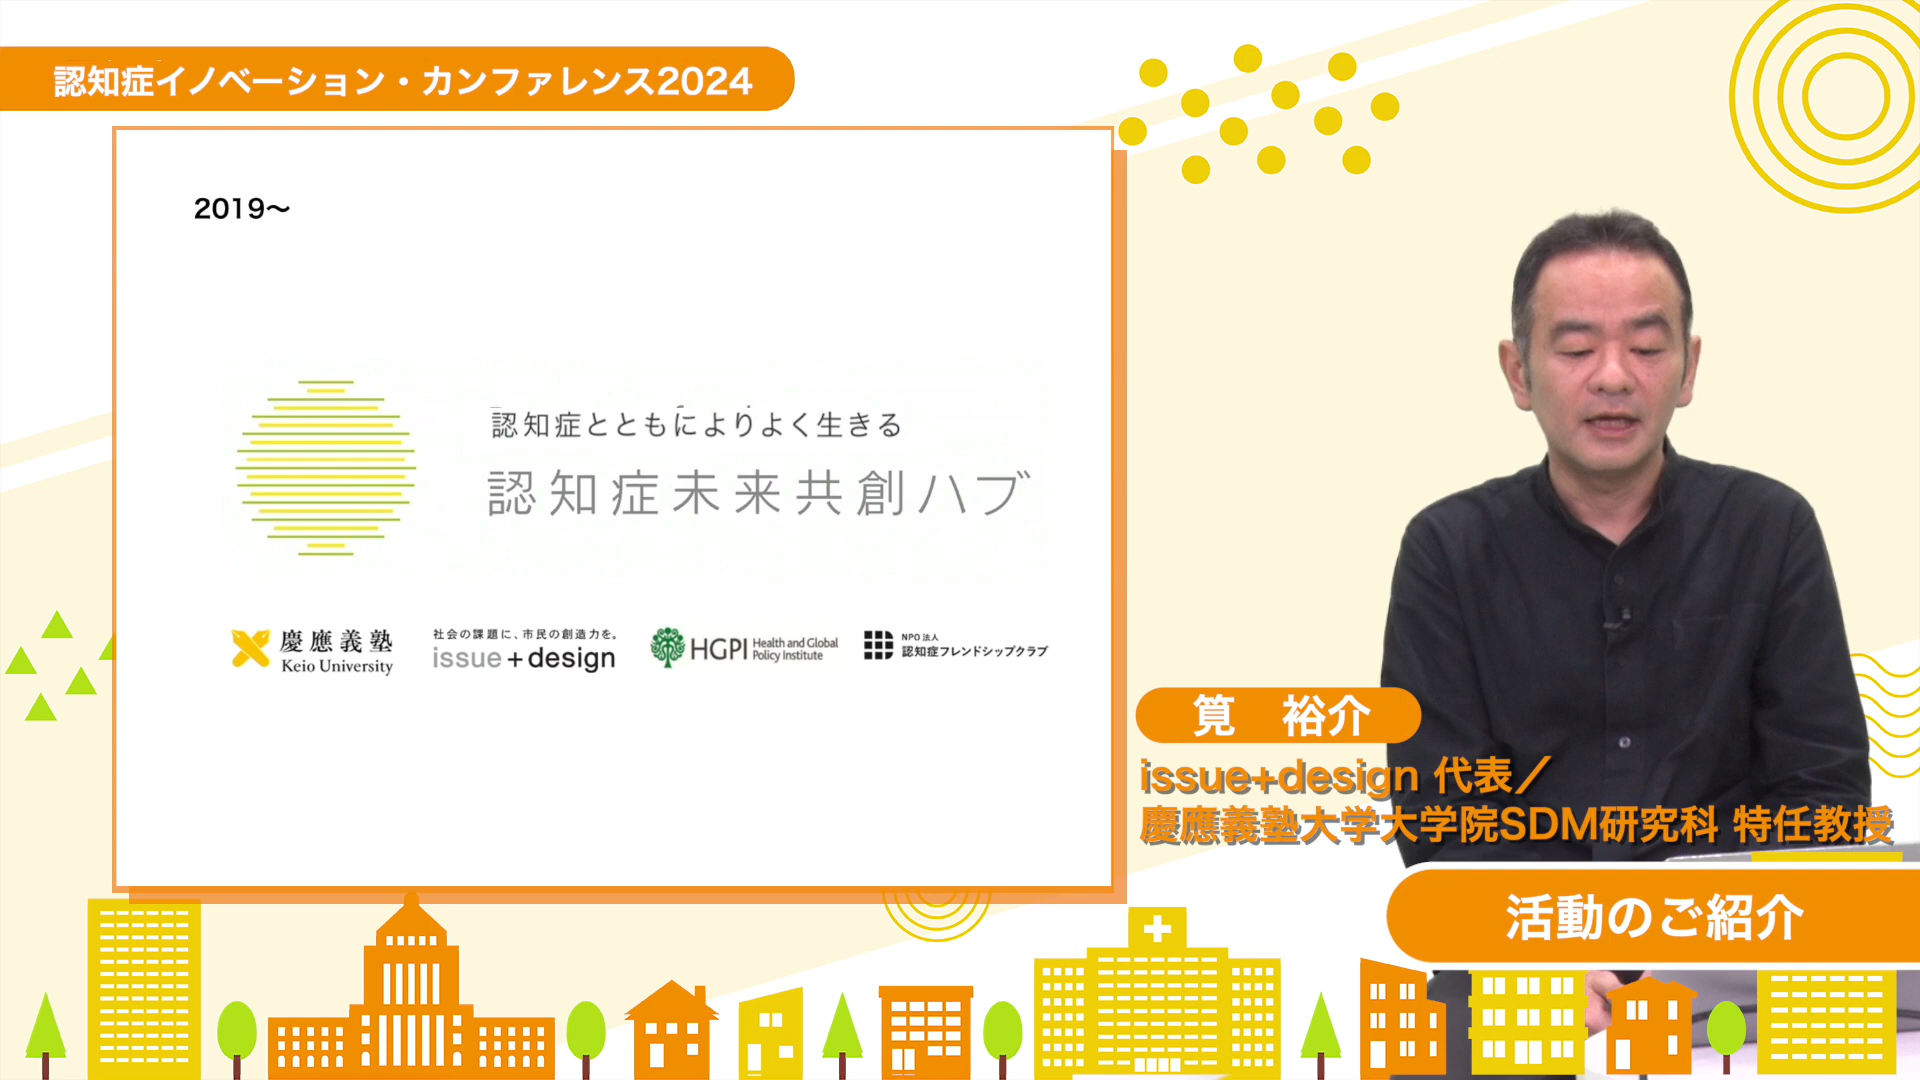 認知症イノベーション・カンファレンス2024
2019〜
認知症とともによりよく生きる
認知症未来共創ハブ
慶應義塾
Keio University
社会の課題に、市民の創造力を。
issue+design
HGPI
Health and Global
Policy Institute
NPO法人
認知症フレンドシップクラブ
筧　裕介
issue+design 代表／
慶應義塾大学大学院SDM研究科 特任教授
活動のご紹介